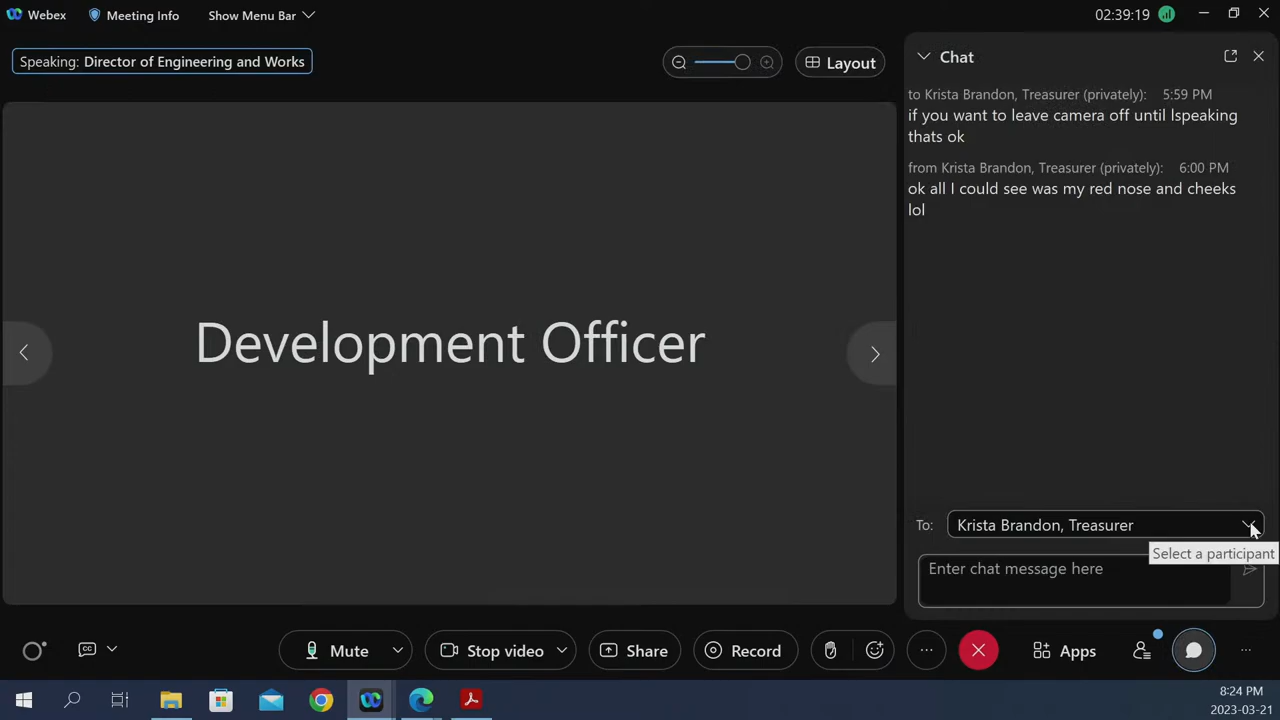 Webex
Meeting Info
Show Menu Bar
02:39:19
Speaking: Director of Engineering and Works
Layout
Chat
to Krista Brandon, Treasurer (privately): 5:59 PM
if you want to leave camera off until Ispeaking
thats ok
from Krista Brandon, Treasurer (privately): 6:00 PM
ok all I could see was my red nose and cheeks
lol
Development Officer
To: Krista Brandon, Treasurer
Select a participant
Enter chat message here
CC
Mute
Stop video
Share
Record
Apps
8:24 PM
2023-03-21